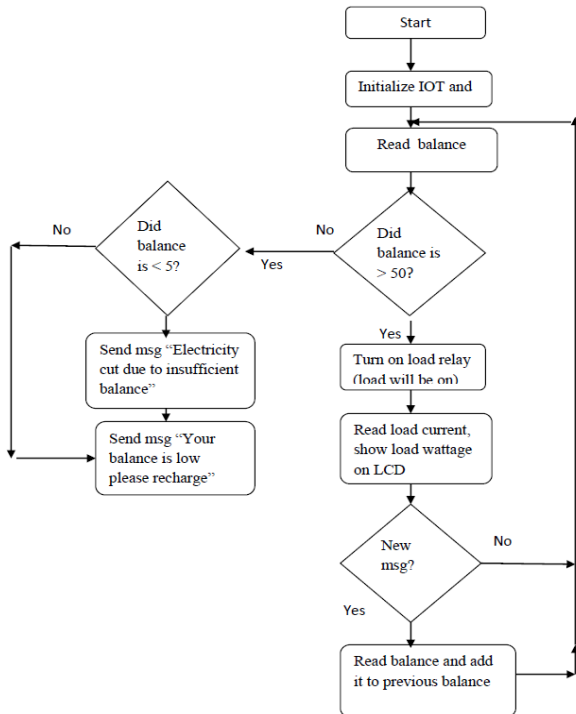 Start
Initialize IOT and
Read balance
Did
balance is
> 50?
No
Yes
Did
balance
is < 5?
No
Send msg “Electricity
cut due to insufficient
balance”
Send msg “Your
balance is low
please recharge”
Yes
Turn on load relay
(load will be on)
Read load current,
show load wattage
on LCD
New
msg?
No
Yes
Read balance and add
it to previous balance